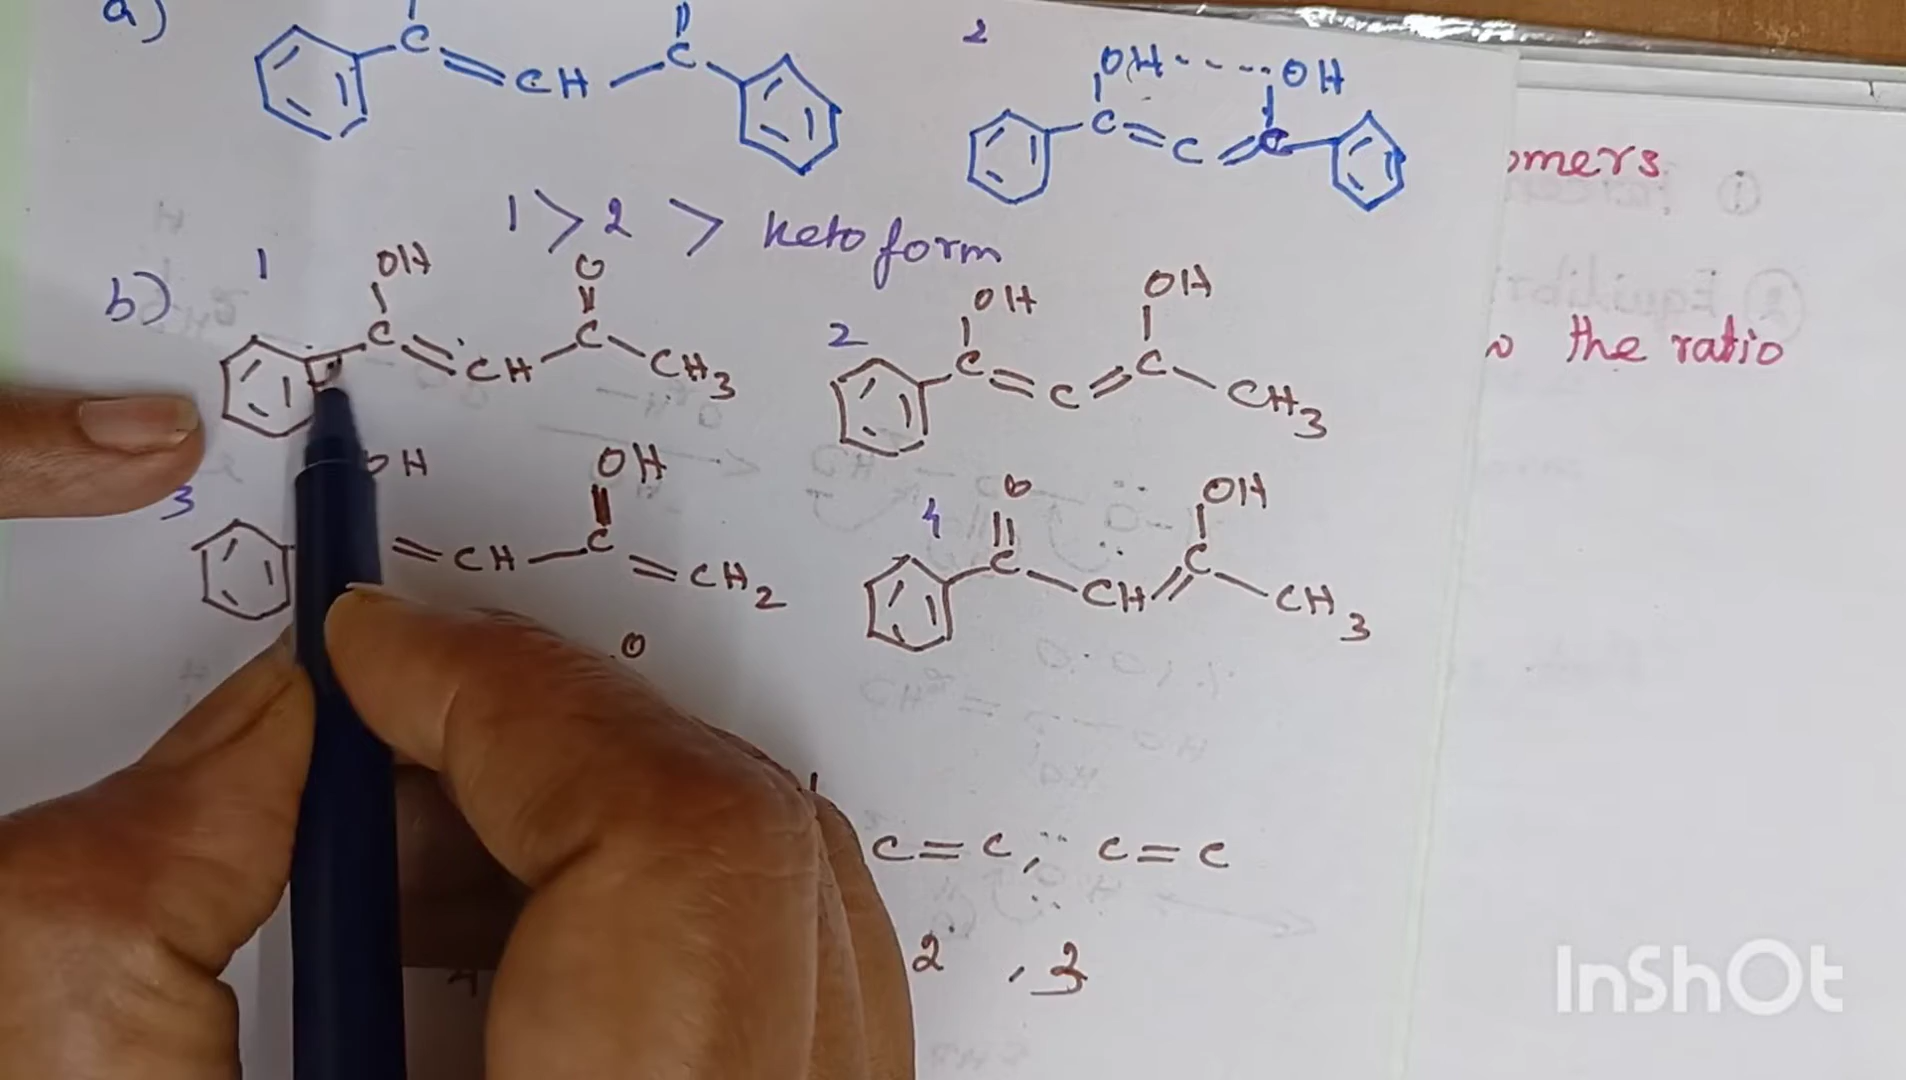 a)
C = CH — C
2
OH ---- OH
C = C = C
omers
1 > 2 > keto form
b)
1
OH O
C = CH — C — CH3
2
OH OH
C = C = C — CH3
the ratio
3
OH OH
= CH — C = CH2
4
O OH
C — CH = C — CH3
O
C = C, C = C
2, 3
InShOt